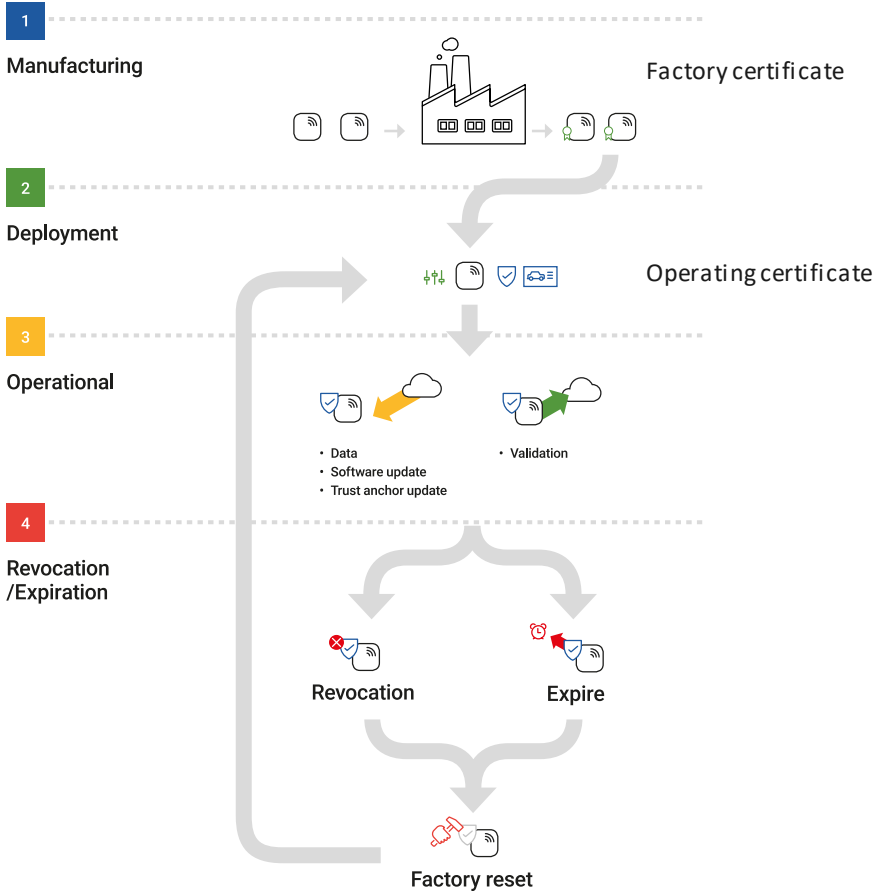 1
Manufacturing
Factory certificate
2
Deployment
Operating certificate
3
Operational
• Data
• Software update
• Trust anchor update
• Validation
4
Revocation
/Expiration
Revocation
Expire
Factory reset